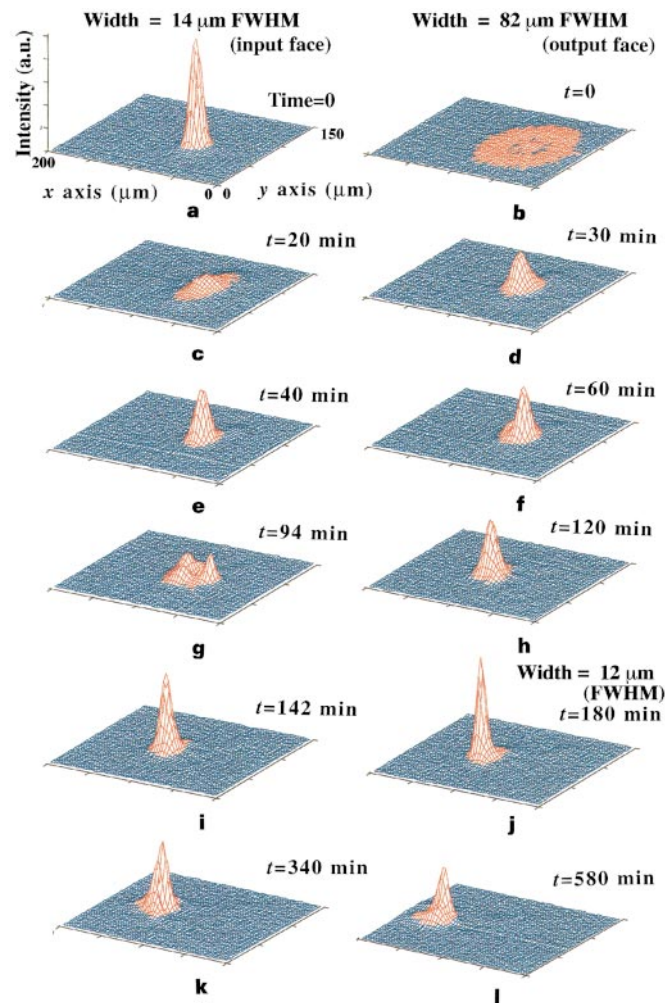 Width = 14 μm FWHM
(input face)
Width = 82 μm FWHM
(output face)
Intensity (a.u.)
Time=0
200
150
x axis (μm)
0 0
y axis (μm)
a
t=0
b
t=20 min
c
t=30 min
d
t=40 min
e
t=60 min
f
t=94 min
g
t=120 min
h
t=142 min
i
Width = 12 μm
(FWHM)
t=180 min
j
t=340 min
k
t=580 min
l